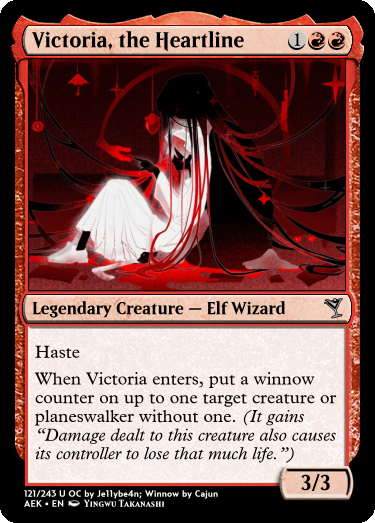 Victoria, the Heartline 1RR
Legendary Creature — Elf Wizard
Haste
When Victoria enters, put a winnow
counter on up to one target creature or
planeswalker without one. (It gains
“Damage dealt to this creature also causes
its controller to lose that much life.”)
3/3
121/243 U OC by Je11ybe4n; Winnow by Cajun
AEK • EN Yingwu Takanashi